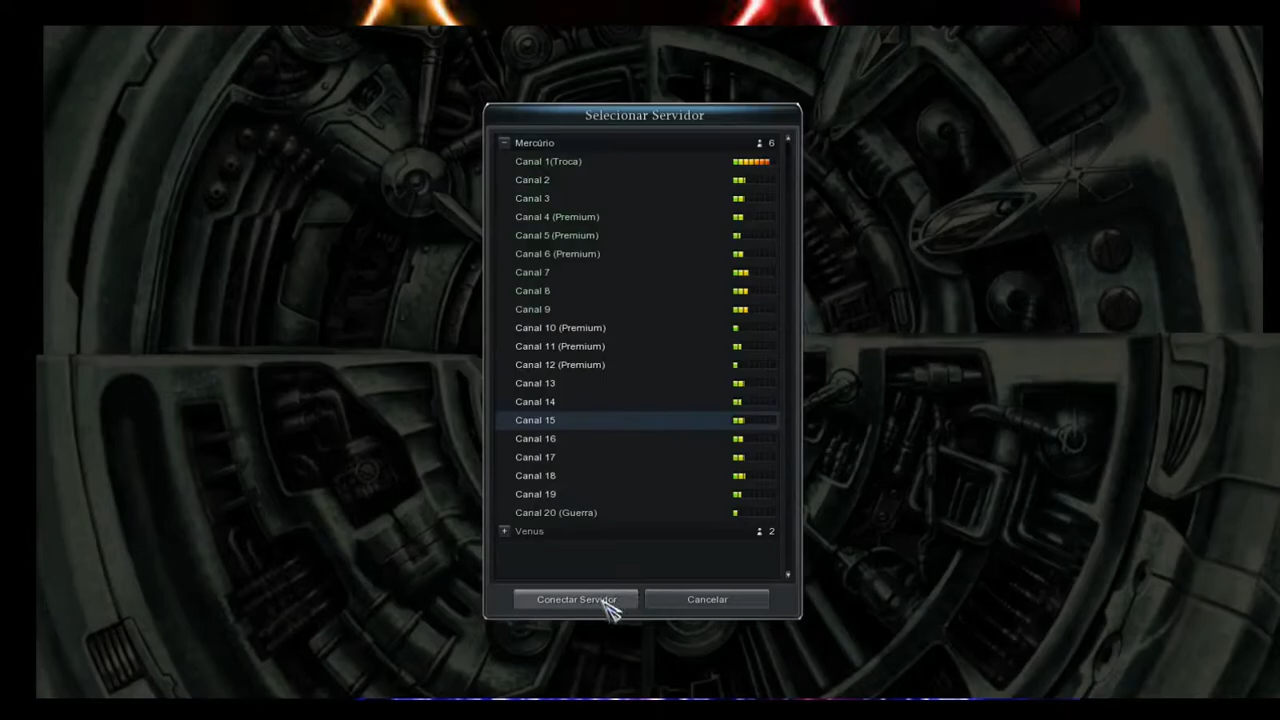 Selecionar Servidor
Mercúrio 6
Canal 1(Troca)
Canal 2
Canal 3
Canal 4 (Premium)
Canal 5 (Premium)
Canal 6 (Premium)
Canal 7
Canal 8
Canal 9
Canal 10 (Premium)
Canal 11 (Premium)
Canal 12 (Premium)
Canal 13
Canal 14
Canal 15
Canal 16
Canal 17
Canal 18
Canal 19
Canal 20 (Guerra)
Venus 2
Conectar Servidor Cancelar